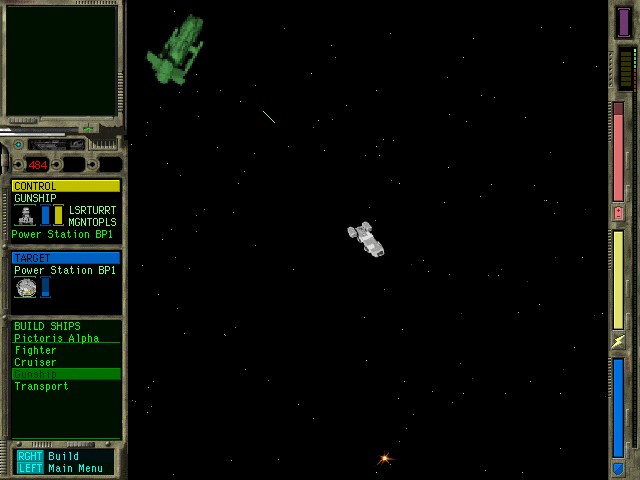 484
CONTROL
GUNSHIP
LSRTURRT
MGNTOPLS
Power Station BP1
TARGET
Power Station BP1
BUILD SHIPS
Pictoris Alpha
Fighter
Cruiser
Gunship
Transport
RGHT Build
LEFT Main Menu